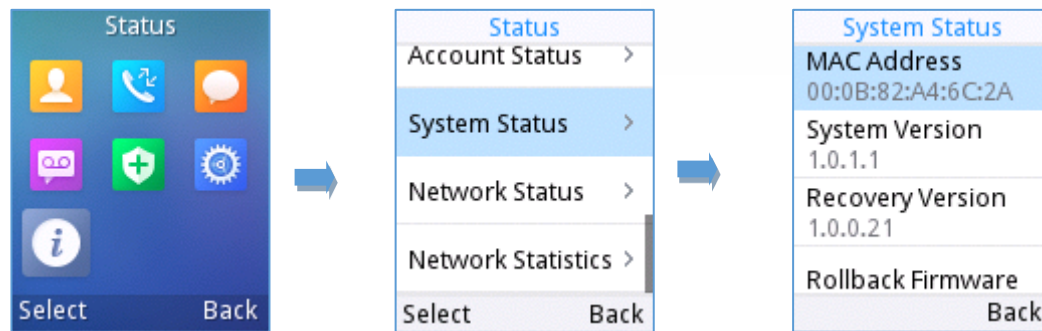 Status
Select Back
Status
Account Status >
System Status >
Network Status >
Network Statistics >
Select Back
System Status
MAC Address
00:0B:82:A4:6C:2A
System Version
1.0.1.1
Recovery Version
1.0.0.21
Rollback Firmware
Back